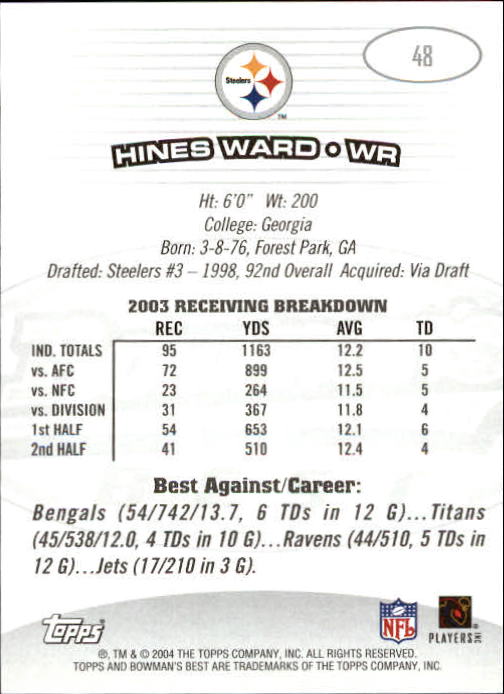 48
Steelers
TM
HINES WARD • WR
Ht: 6'0" Wt: 200
College: Georgia
Born: 3-8-76, Forest Park, GA
Drafted: Steelers #3 – 1998, 92nd Overall Acquired: Via Draft
2003 RECEIVING BREAKDOWN
REC YDS AVG TD
IND. TOTALS 95 1163 12.2 10
vs. AFC 72 899 12.5 5
vs. NFC 23 264 11.5 5
vs. DIVISION 31 367 11.8 4
1st HALF 54 653 12.1 6
2nd HALF 41 510 12.4 4
Best Against/Career:
Bengals (54/742/13.7, 6 TDs in 12 G)...Titans
(45/538/12.0, 4 TDs in 10 G)...Ravens (44/510, 5 TDs in
12 G)...Jets (17/210 in 3 G).
Topps
NFL
PLAYERS INC
®, TM & © 2004 THE TOPPS COMPANY, INC. ALL RIGHTS RESERVED.
TOPPS AND BOWMAN'S BEST ARE TRADEMARKS OF THE TOPPS COMPANY, INC.